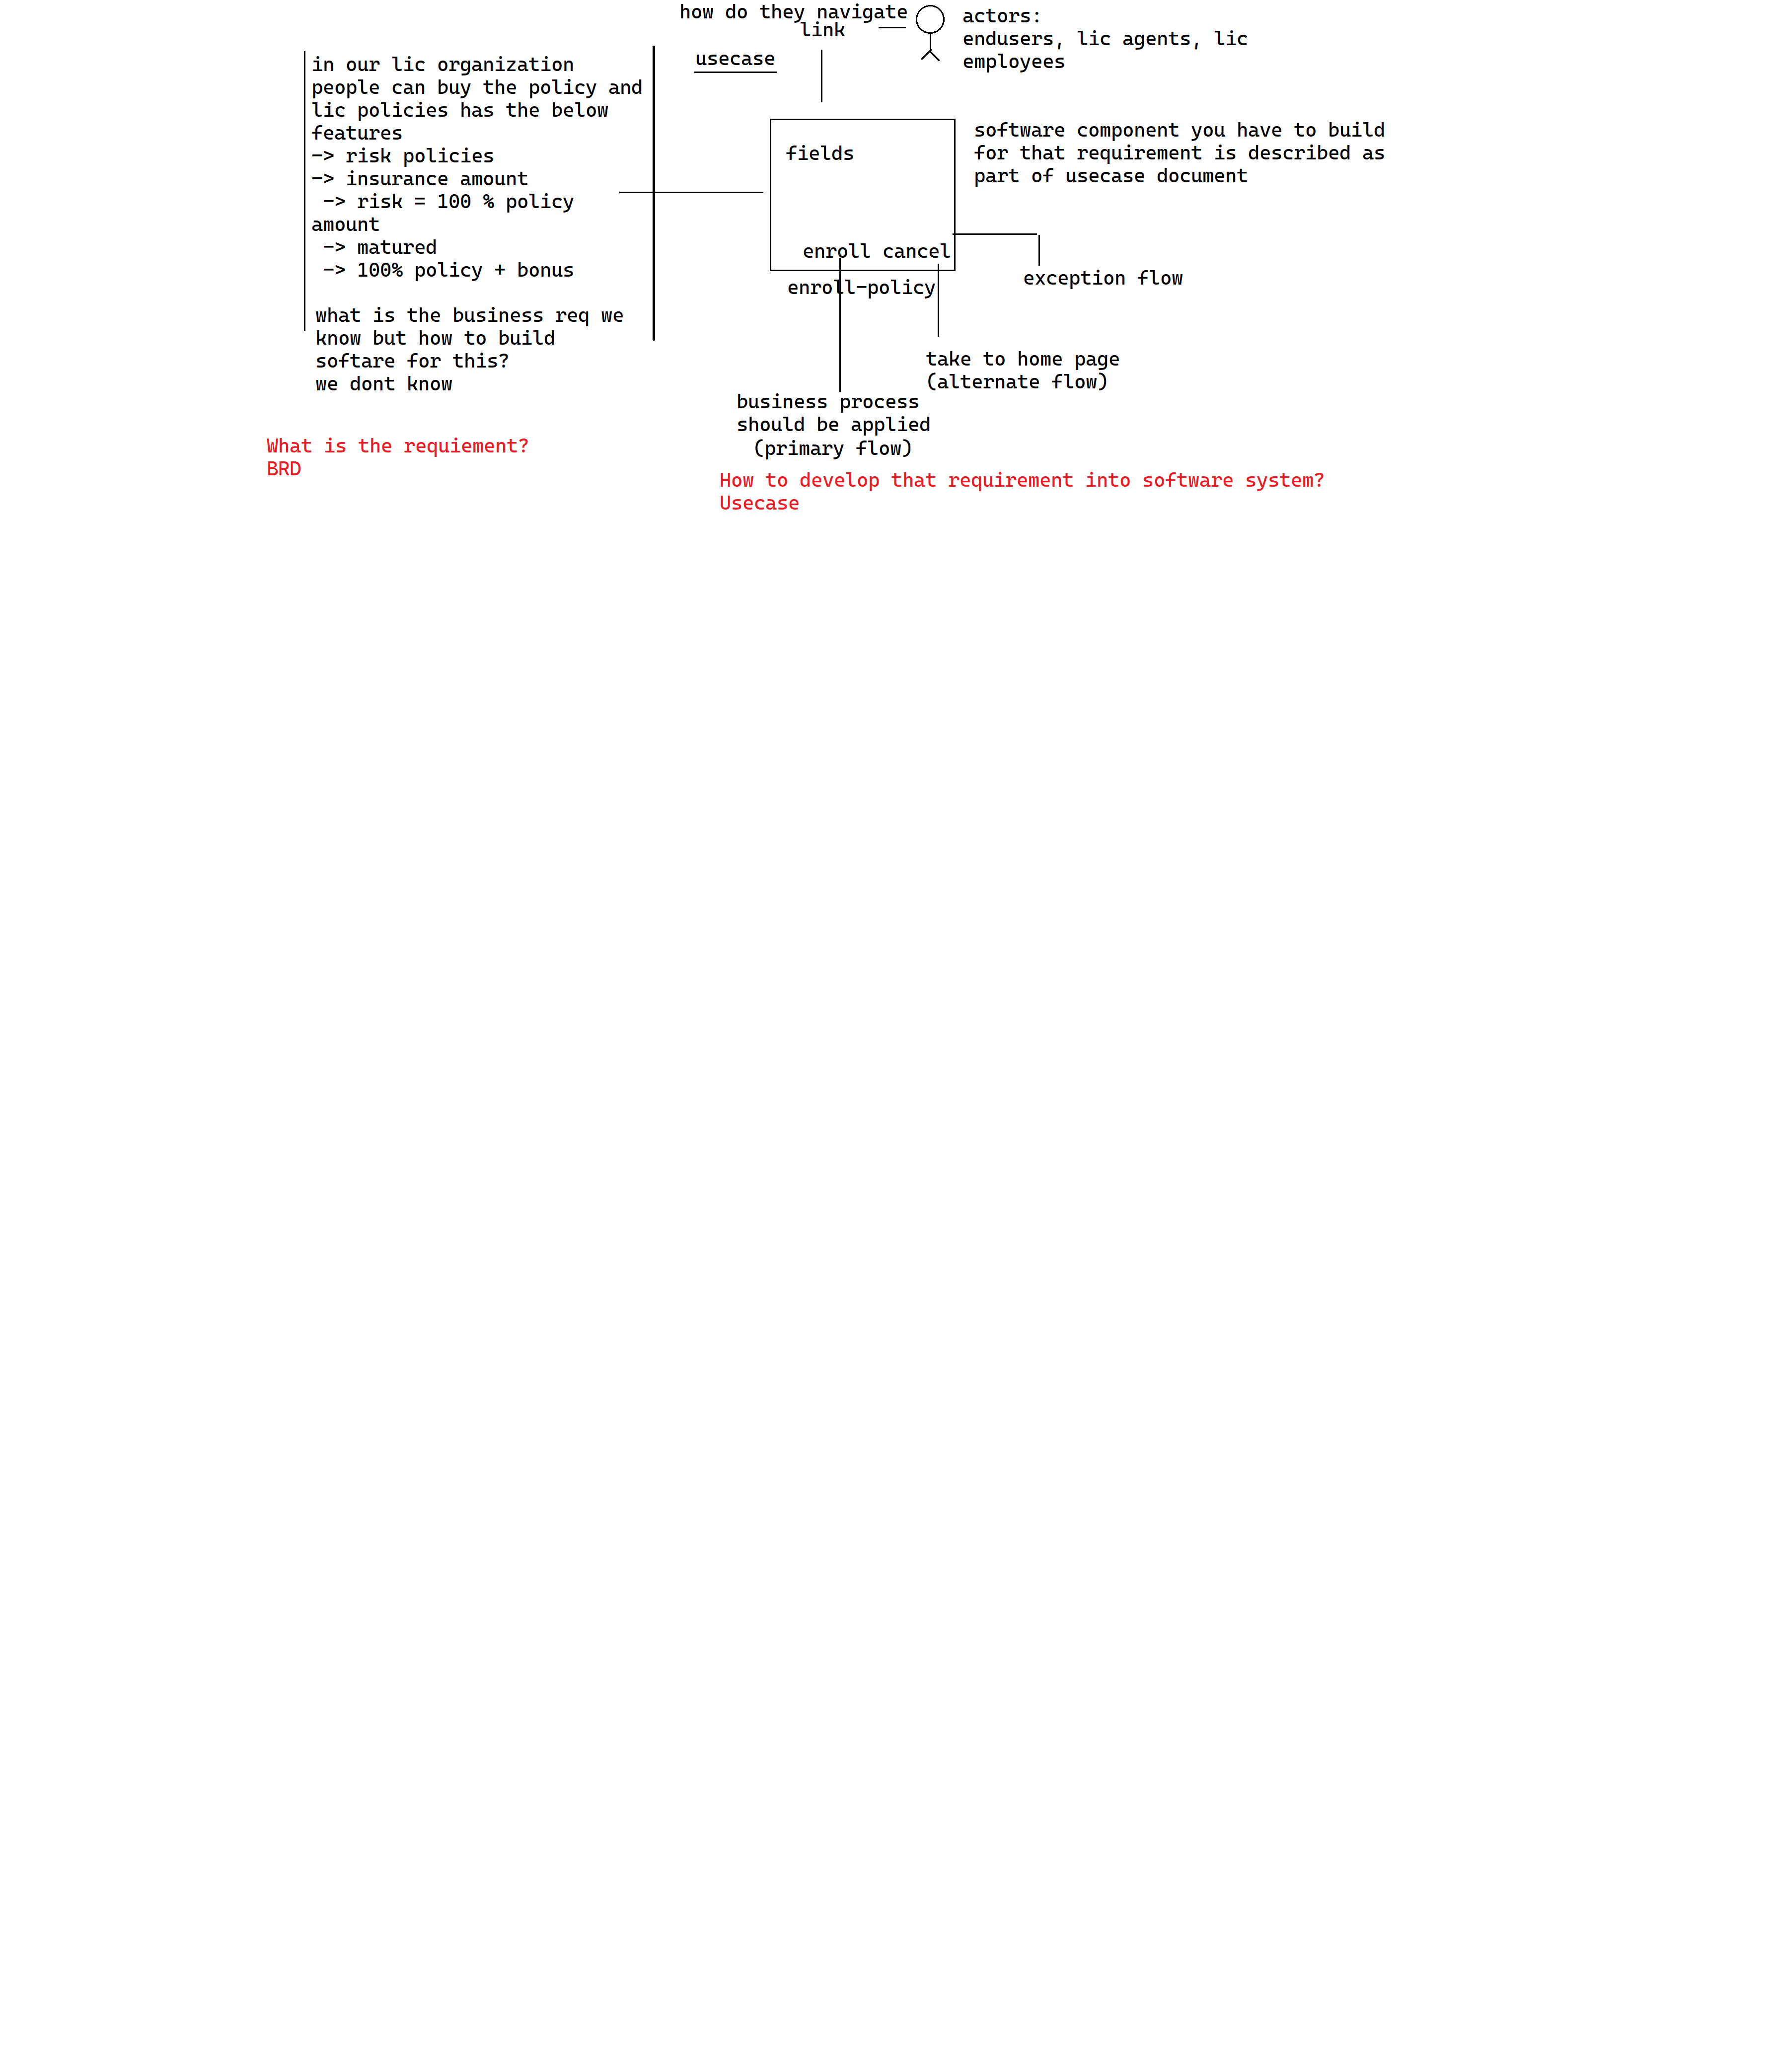 how do they navigate
link
actors:
endusers, lic agents, lic
employees
usecase
in our lic organization
people can buy the policy and
lic policies has the below
features
-> risk policies
-> insurance amount
-> risk = 100 % policy
amount
-> matured
-> 100% policy + bonus
what is the business req we
know but how to build
softare for this?
we dont know
What is the requiement?
BRD
fields
enroll cancel
enroll-policy
software component you have to build
for that requirement is described as
part of usecase document
exception flow
take to home page
(alternate flow)
business process
should be applied
(primary flow)
How to develop that requirement into software system?
Usecase